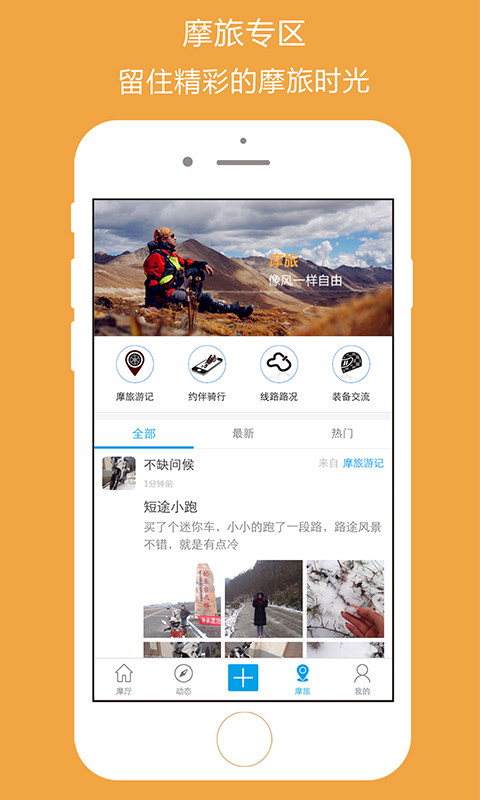 摩旅专区
留住精彩的摩旅时光
摩旅
像风一样自由
摩旅游记
约伴骑行
线路路况
装备交流
全部
最新
热门
不缺问候
来自 摩旅游记
1分钟前
短途小跑
买了个迷你车，小小的跑了一段路，路途风景
不错，就是有点冷
摩厅
动态
摩旅
我的